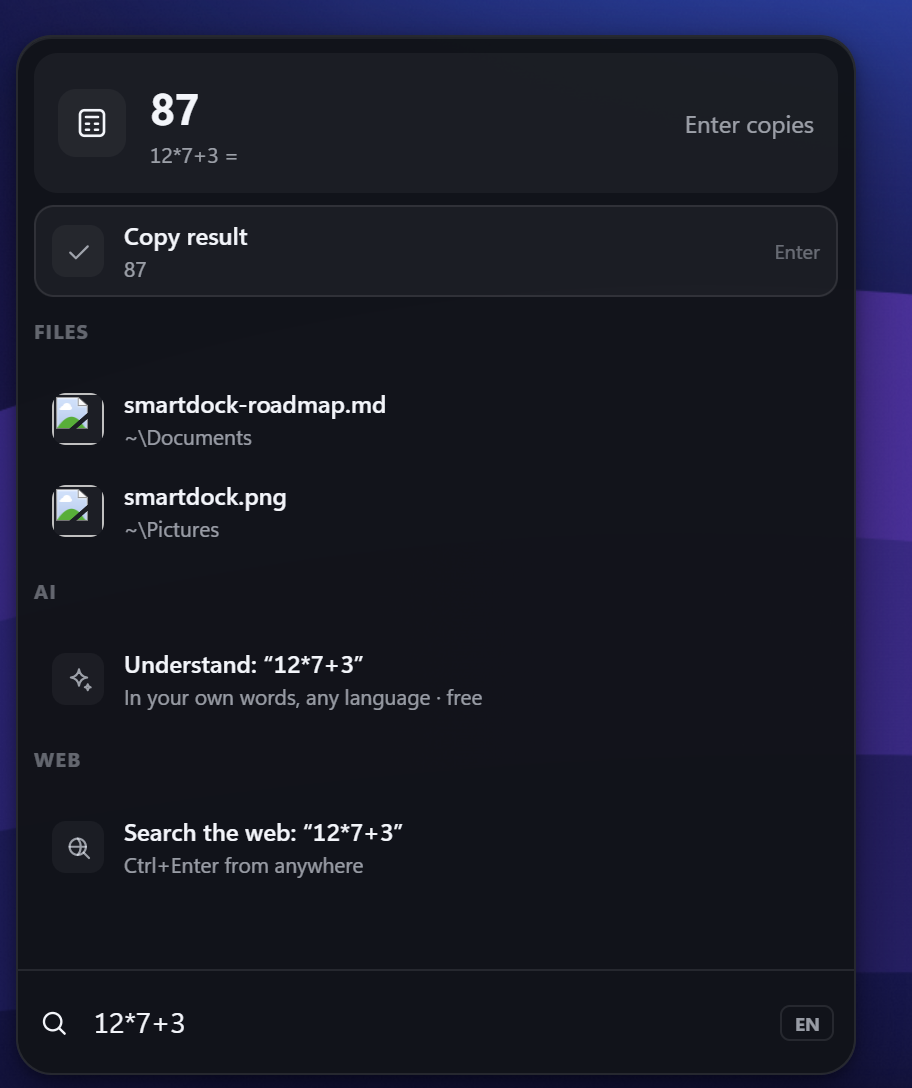 87
12*7+3 =
Enter copies
Copy result
87
Enter
FILES
smartdock-roadmap.md
~\Documents
smartdock.png
~\Pictures
AI
Understand: “12*7+3”
In your own words, any language · free
WEB
Search the web: “12*7+3”
Ctrl+Enter from anywhere
12*7+3
EN